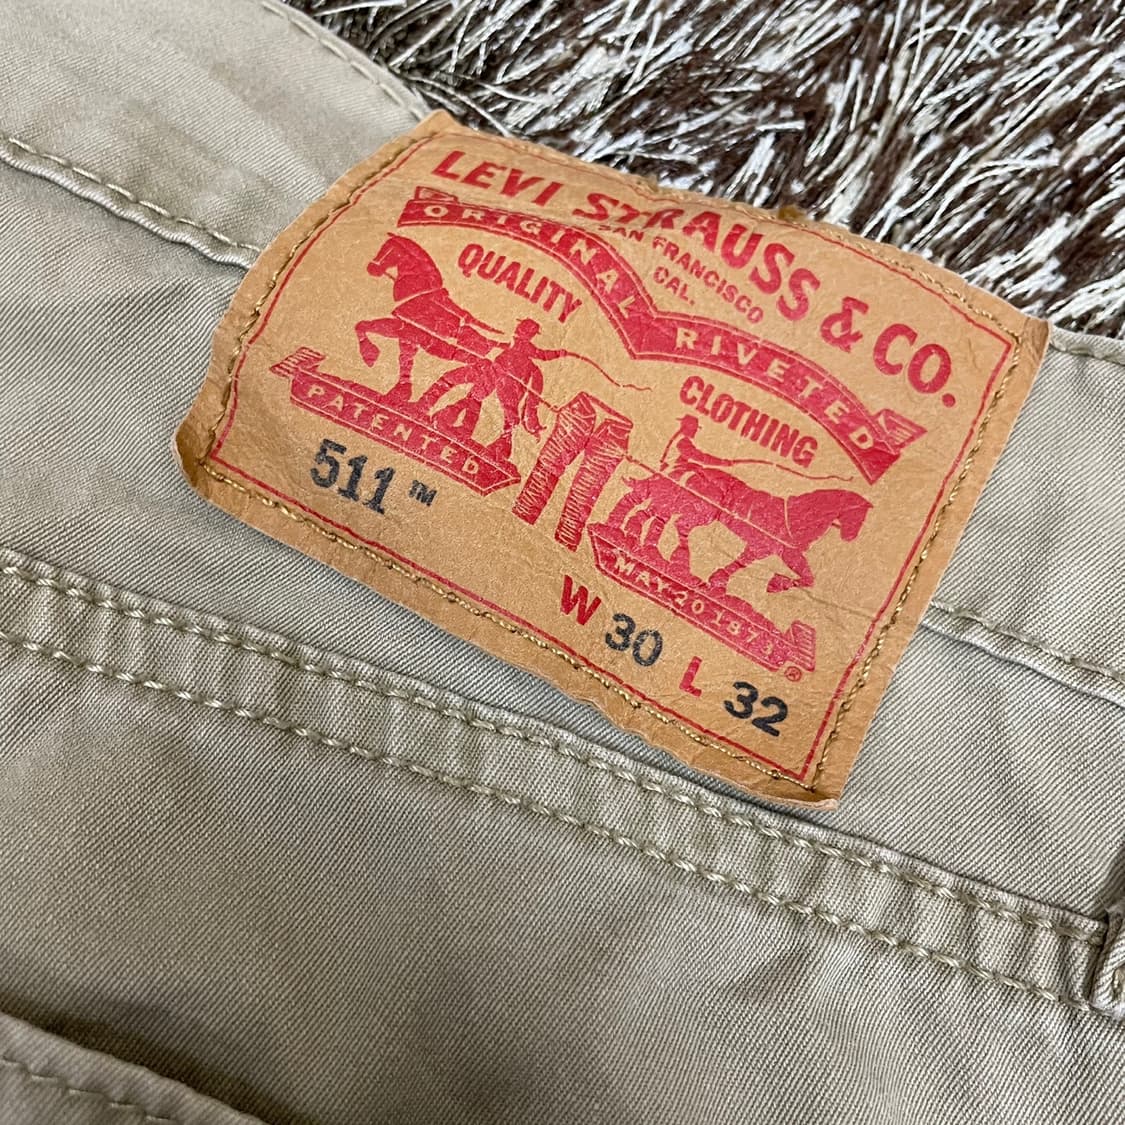 LEVI STRAUSS & CO.
SAN FRANCISCO
CAL.
ORIGINAL RIVETED
QUALITY
CLOTHING
PATENTED
MAY 20 1873 ®
511™
W 30 L 32